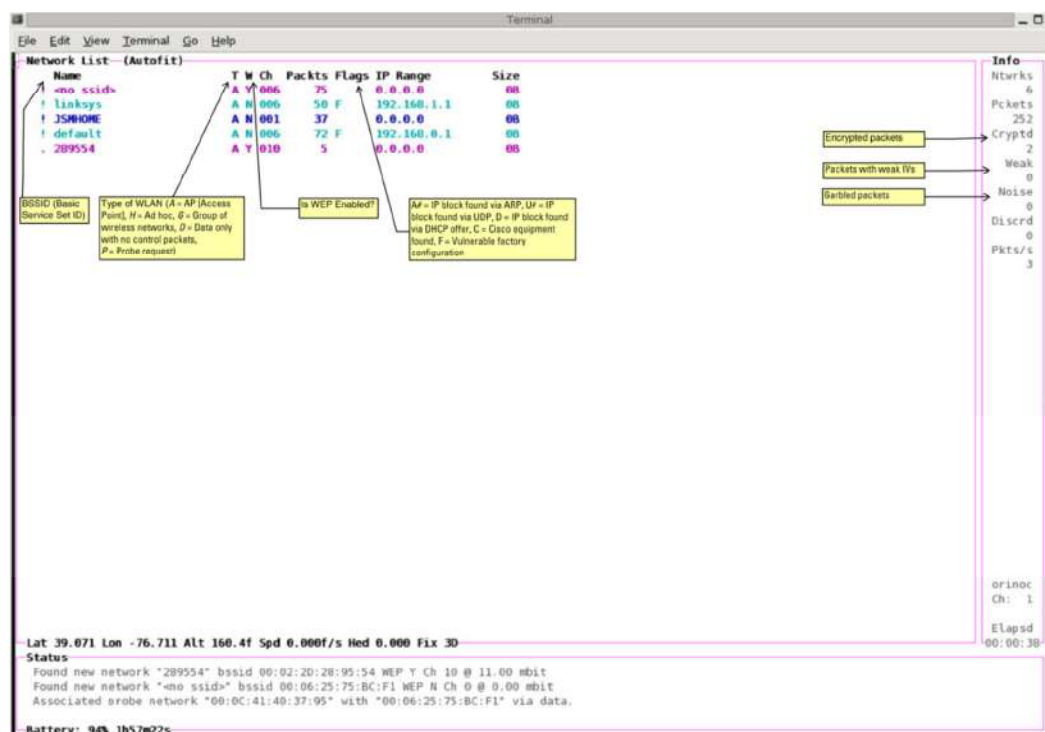 Terminal
File Edit View Terminal Go Help
Network List (Autofit)
Name T W Ch Packts Flags IP Range Size
! <no ssid> A Y 006 75 0.0.0.0 0B
! linksys A N 006 50 F 192.168.1.1 0B
! JSMHOME A N 001 37 0.0.0.0 0B
! default A N 006 72 F 192.168.0.1 0B
. 289554 A Y 010 5 0.0.0.0 0B
BSSID (Basic
Service Set ID)
Type of WLAN (A = AP [Access
Point], H = Ad hoc, G = Group of
wireless networks, D = Data only
with no control packets,
P = Probe request)
Is WEP Enabled?
A# = IP block found via ARP, U# = IP
block found via UDP, D = IP block found
via DHCP offer, C = Cisco equipment
found, F = Vulnerable factory
configuration
Encrypted packets
Packets with weak IVs
Garbled packets
Info
Ntwrks
6
Pckets
252
Cryptd
2
Weak
0
Noise
0
Discrd
0
Pkts/s
3
orinoc
Ch: 1
Elapsd
00:00:38
Lat 39.071 Lon -76.711 Alt 160.4f Spd 0.000f/s Hed 0.000 Fix 3D
Status
Found new network "289554" bssid 00:02:2D:28:95:54 WEP Y Ch 10 @ 11.00 mbit
Found new network "<no ssid>" bssid 00:06:25:75:BC:F1 WEP N Ch 0 @ 0.00 mbit
Associated probe network "00:0C:41:40:37:95" with "00:06:25:75:BC:F1" via data.
Battery: 94% 1h57m22s